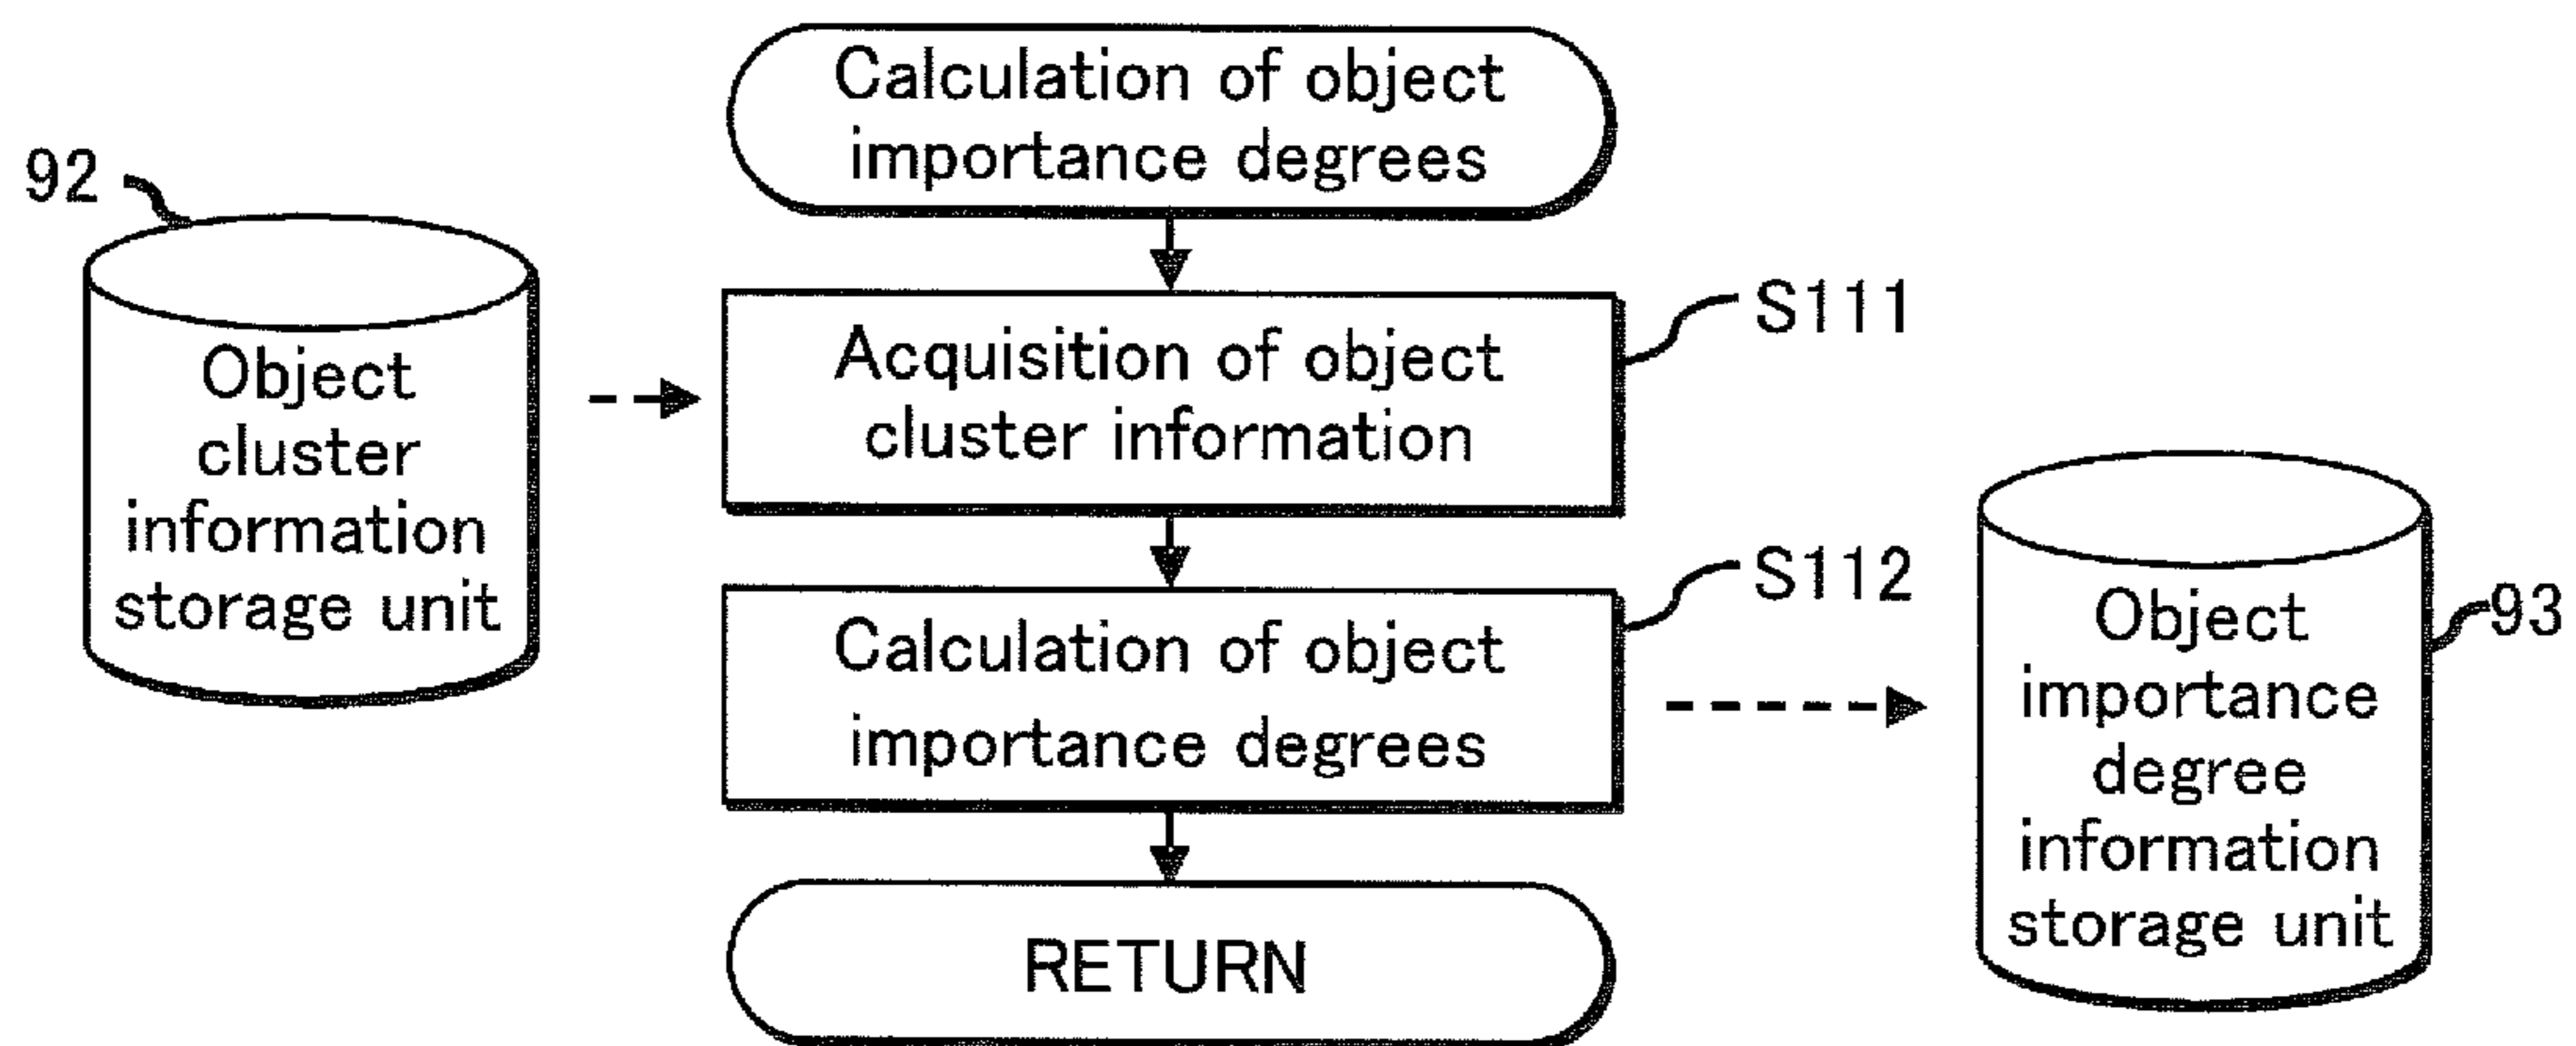 Calculation of object
importance degrees
92
Object
cluster
information
storage unit
Acquisition of object
cluster information
S111
Calculation of object
importance degrees
S112
Object
importance
degree
information
storage unit
93
RETURN